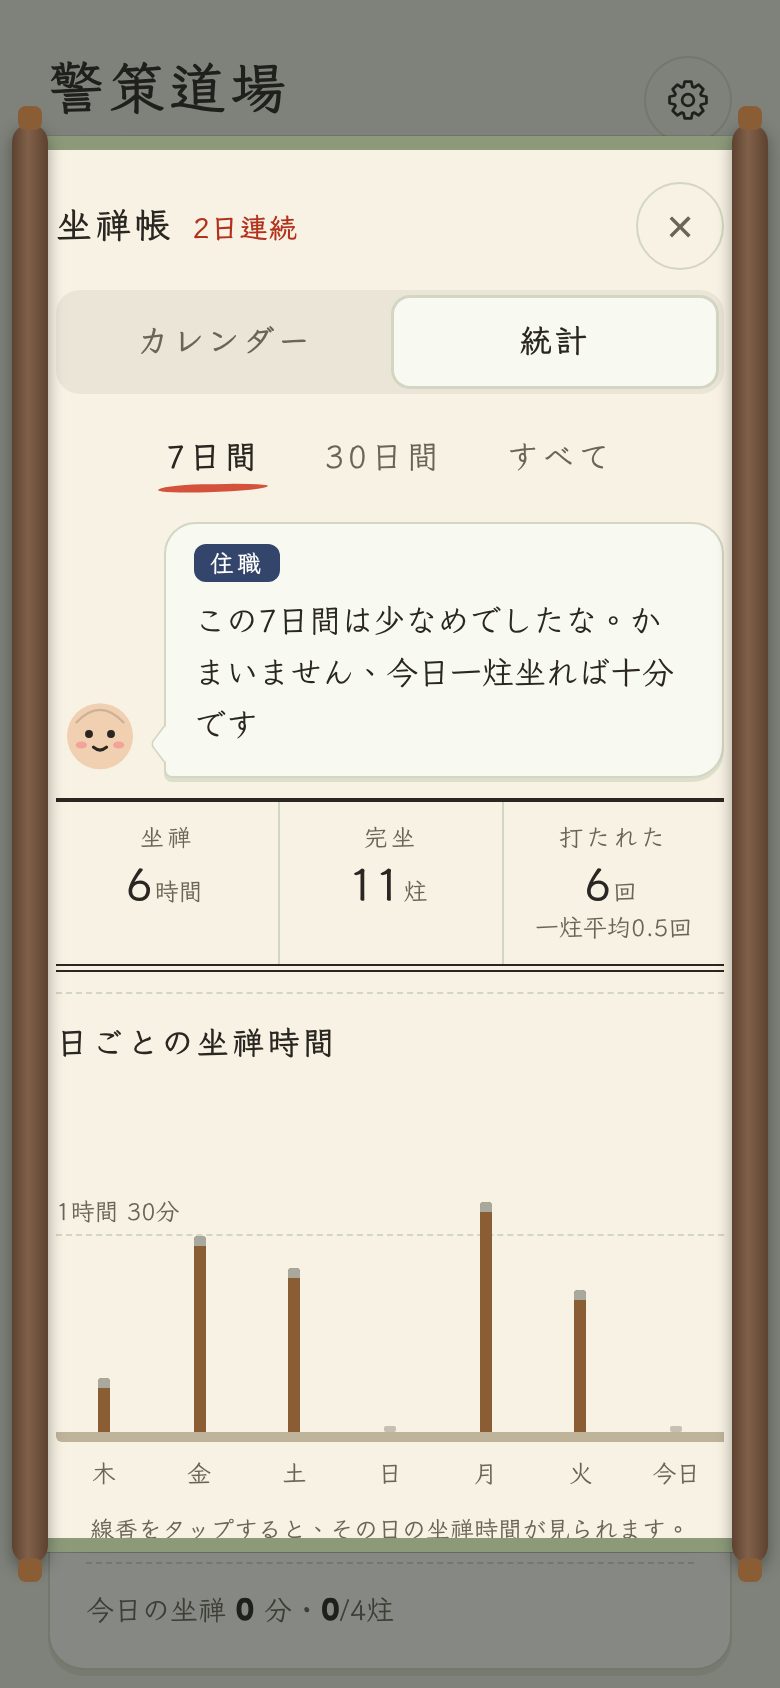 警策道場
坐禅帳 2日連続
カレンダー 統計
7日間 30日間 すべて
住職
この7日間は少なめでしたな。か
まいません、今日一炷坐れば十分
です
坐禅 完坐 打たれた
6時間 11炷 6回
一炷平均0.5回
日ごとの坐禅時間
1時間 30分
木 金 土 日 月 火 今日
線香をタップすると、その日の坐禅時間が見られます。
今日の坐禅 0 分・0/4炷